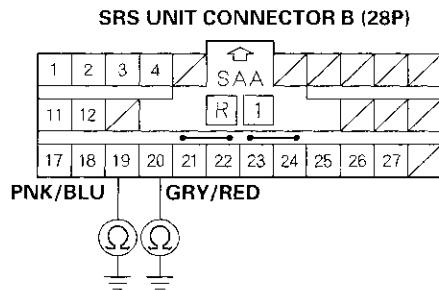 SRS UNIT CONNECTOR B (28P)
1 2 3 4
SAA
R 1
11 12
17 18 19 20 21 22 23 24 25 26 27
PNK/BLU GRY/RED
Ω Ω